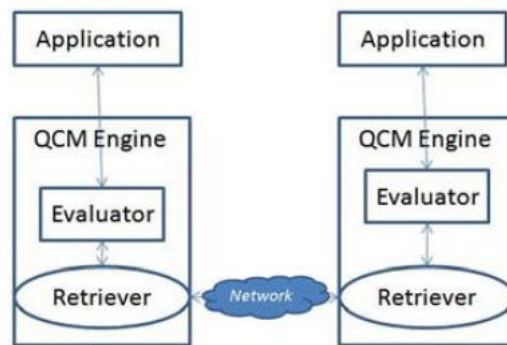 Application
Application
QCM Engine
QCM Engine
Evaluator
Evaluator
Retriever
Network
Retriever